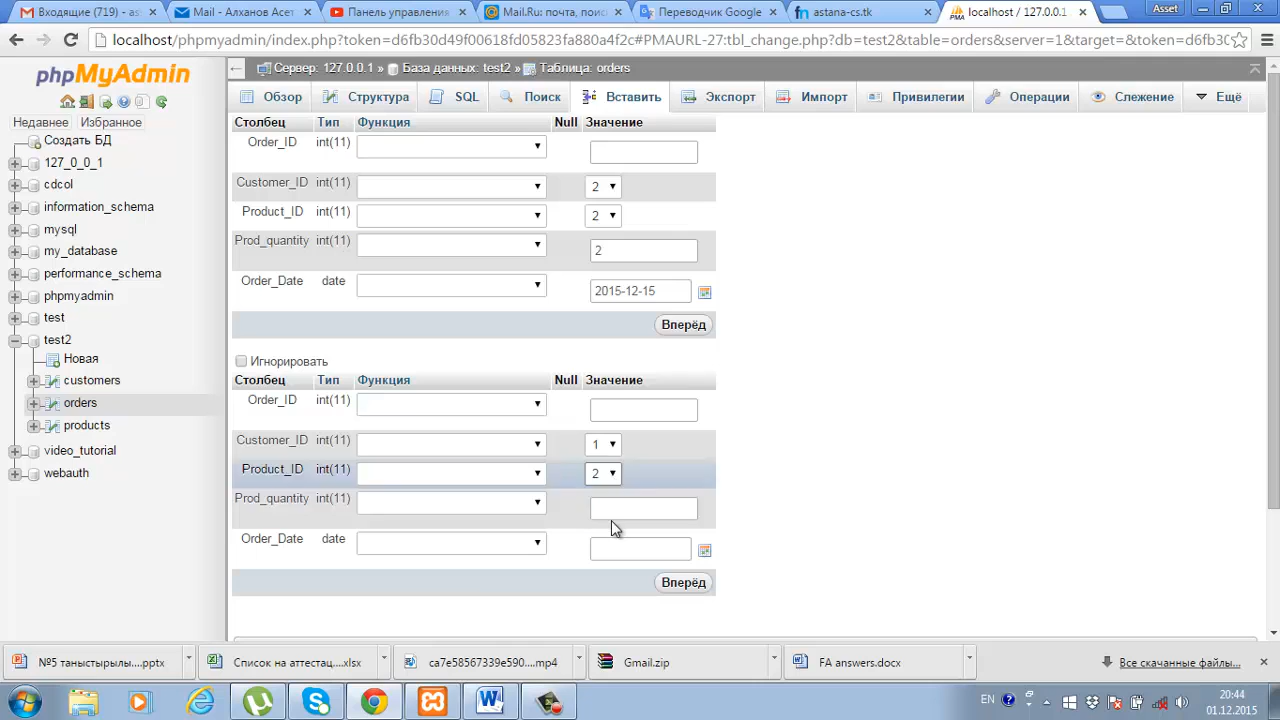 Входящие (719) - as
Mail - Алханов Асет
Панель управления
Mail.Ru: почта, поис
Переводчик Google
astana-cs.tk
localhost / 127.0.0.1
Asset
localhost/phpmyadmin/index.php?token=d6fb30d49f00618fd05823fa880a4f2c#PMAURL-27:tbl_change.php?db=test2&table=orders&server=1&target=&token=d6fb30
phpMyAdmin
Недавнее Избранное
Создать БД
127_0_0_1
cdcol
information_schema
mysql
my_database
performance_schema
phpmyadmin
test
test2
Новая
customers
orders
products
video_tutorial
webauth
Сервер: 127.0.0.1 » База данных: test2 » Таблица: orders
Обзор Структура SQL Поиск Вставить Экспорт Импорт Привилегии Операции Слежение Ещё
Столбец Тип Функция Null Значение
Order_ID int(11)
Customer_ID int(11) 2
Product_ID int(11) 2
Prod_quantity int(11) 2
Order_Date date 2015-12-15
Вперёд
Игнорировать
Столбец Тип Функция Null Значение
Order_ID int(11)
Customer_ID int(11) 1
Product_ID int(11) 2
Prod_quantity int(11)
Order_Date date
Вперёд
№5 таныстырылы....pptx
Список на аттестац...xlsx
ca7e58567339e590....mp4
Gmail.zip
FA answers.docx
Все скачанные файлы...
EN
20:44
01.12.2015